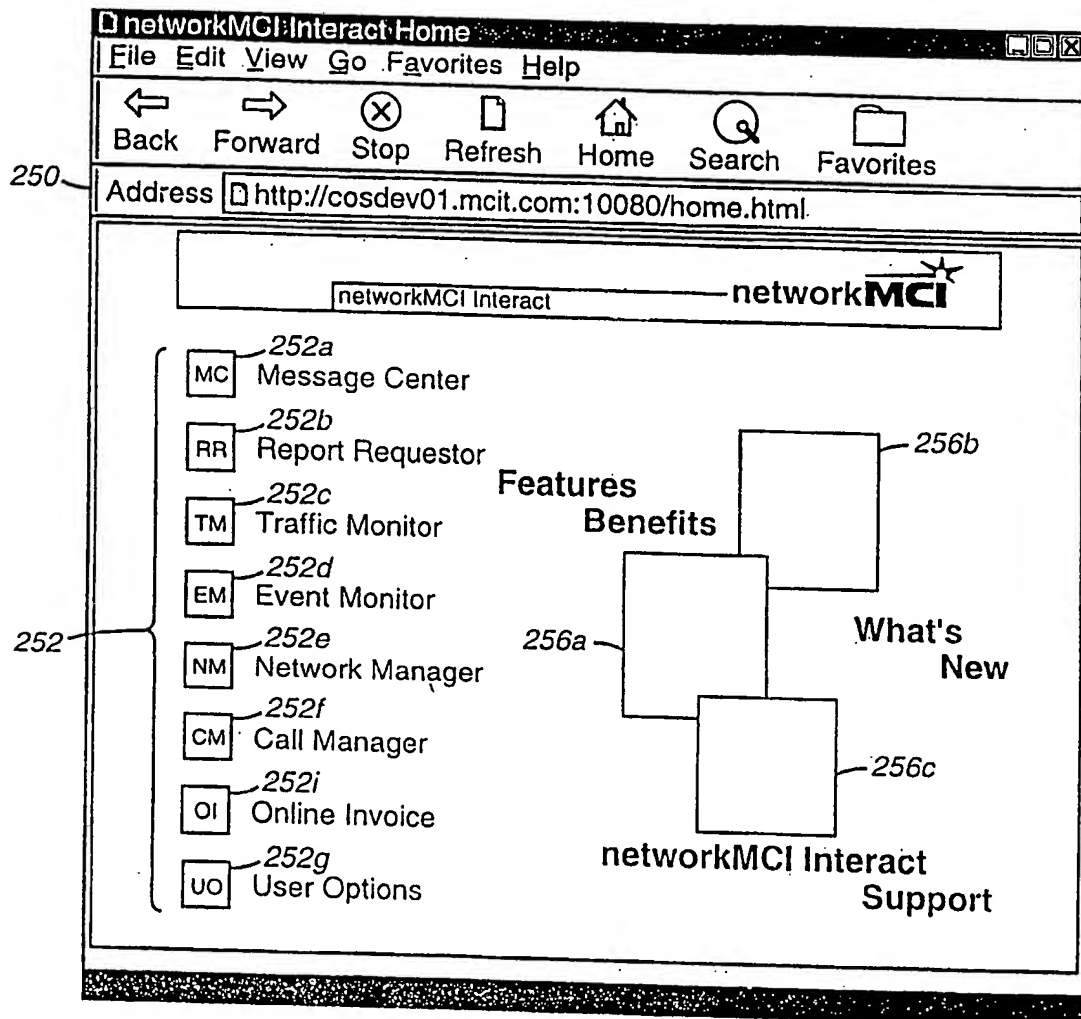 networkMCI Interact Home
File Edit View Go Favorites Help
Back Forward Stop Refresh Home Search Favorites
250
Address http://cosdev01.mcit.com:10080/home.html
networkMCI Interact
networkMCI
252
MC 252a Message Center
RR 252b Report Requestor
TM 252c Traffic Monitor
EM 252d Event Monitor
NM 252e Network Manager
CM 252f Call Manager
OI 252i Online Invoice
UO 252g User Options
Features
Benefits
256b
256a
What's
New
256c
networkMCI Interact
Support